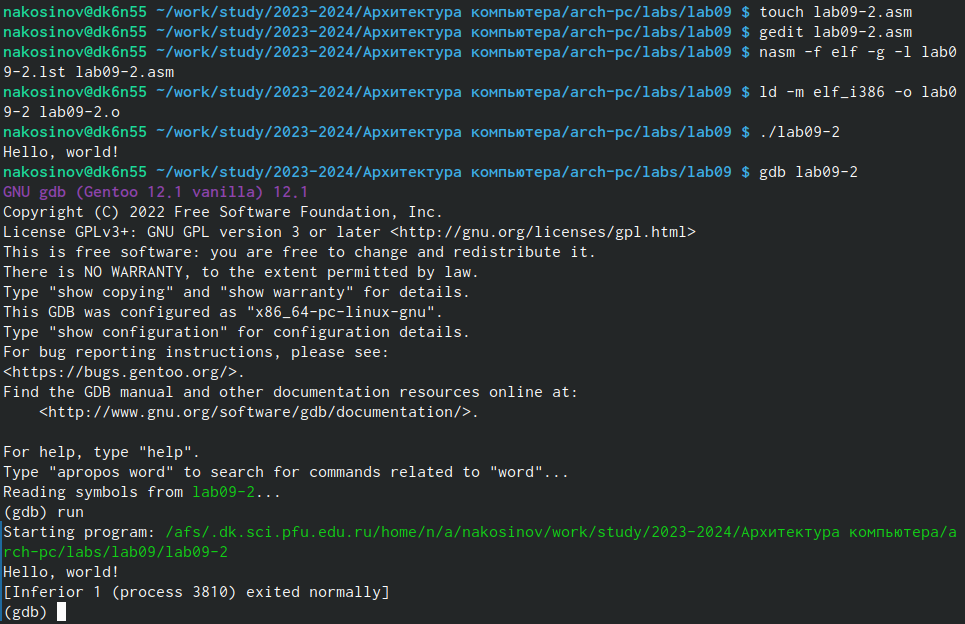 nakosinov@dk6n55 ~/work/study/2023-2024/Архитектура компьютера/arch-pc/labs/lab09 $ touch lab09-2.asm
nakosinov@dk6n55 ~/work/study/2023-2024/Архитектура компьютера/arch-pc/labs/lab09 $ gedit lab09-2.asm
nakosinov@dk6n55 ~/work/study/2023-2024/Архитектура компьютера/arch-pc/labs/lab09 $ nasm -f elf -g -l lab0
9-2.lst lab09-2.asm
nakosinov@dk6n55 ~/work/study/2023-2024/Архитектура компьютера/arch-pc/labs/lab09 $ ld -m elf_i386 -o lab0
9-2 lab09-2.o
nakosinov@dk6n55 ~/work/study/2023-2024/Архитектура компьютера/arch-pc/labs/lab09 $ ./lab09-2
Hello, world!
nakosinov@dk6n55 ~/work/study/2023-2024/Архитектура компьютера/arch-pc/labs/lab09 $ gdb lab09-2
GNU gdb (Gentoo 12.1 vanilla) 12.1
Copyright (C) 2022 Free Software Foundation, Inc.
License GPLv3+: GNU GPL version 3 or later <http://gnu.org/licenses/gpl.html>
This is free software: you are free to change and redistribute it.
There is NO WARRANTY, to the extent permitted by law.
Type "show copying" and "show warranty" for details.
This GDB was configured as "x86_64-pc-linux-gnu".
Type "show configuration" for configuration details.
For bug reporting instructions, please see:
<https://bugs.gentoo.org/>.
Find the GDB manual and other documentation resources online at:
    <http://www.gnu.org/software/gdb/documentation/>.

For help, type "help".
Type "apropos word" to search for commands related to "word"...
Reading symbols from lab09-2...
(gdb) run
Starting program: /afs/.dk.sci.pfu.edu.ru/home/n/a/nakosinov/work/study/2023-2024/Архитектура компьютера/a
rch-pc/labs/lab09/lab09-2
Hello, world!
[Inferior 1 (process 3810) exited normally]
(gdb)